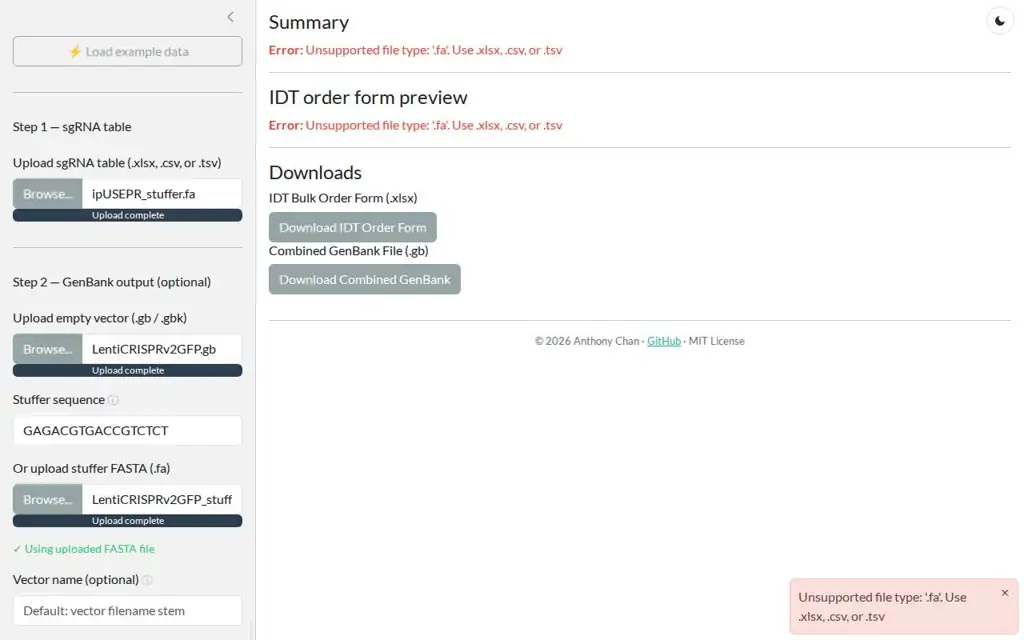 ⚡ Load example data
Step 1 — sgRNA table
Upload sgRNA table (.xlsx, .csv, or .tsv)
Browse... ipUSEPR_stuffer.fa
Upload complete
Step 2 — GenBank output (optional)
Upload empty vector (.gb / .gbk)
Browse... LentiCRISPRv2GFP.gb
Upload complete
Stuffer sequence ⓘ
GAGACGTGACCGTCTCT
Or upload stuffer FASTA (.fa)
Browse... LentiCRISPRv2GFP_stuff
Upload complete
✓ Using uploaded FASTA file
Vector name (optional) ⓘ
Default: vector filename stem
Summary
Error: Unsupported file type: '.fa'. Use .xlsx, .csv, or .tsv
IDT order form preview
Error: Unsupported file type: '.fa'. Use .xlsx, .csv, or .tsv
Downloads
IDT Bulk Order Form (.xlsx)
Download IDT Order Form
Combined GenBank File (.gb)
Download Combined GenBank
© 2026 Anthony Chan · GitHub · MIT License
Unsupported file type: '.fa'. Use
.xlsx, .csv, or .tsv
×